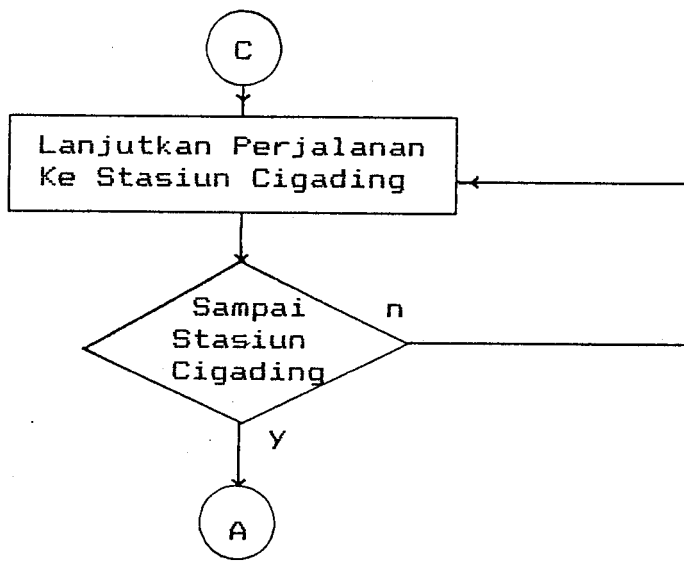 C
Lanjutkan Perjalanan
Ke Stasiun Cigading
Sampai
n
Stasiun
Cigading
y
A